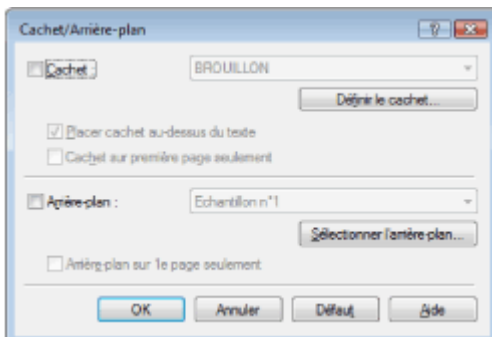 Cachet/Arrière-plan
Cachet :
BROUILLON
Définir le cachet...
Placer cachet au-dessus du texte
Cachet sur première page seulement
Arrière-plan :
Echantillon n°1
Sélectionner l'arrière-plan...
Arrière-plan sur 1e page seulement
OK Annuler Défaut Aide